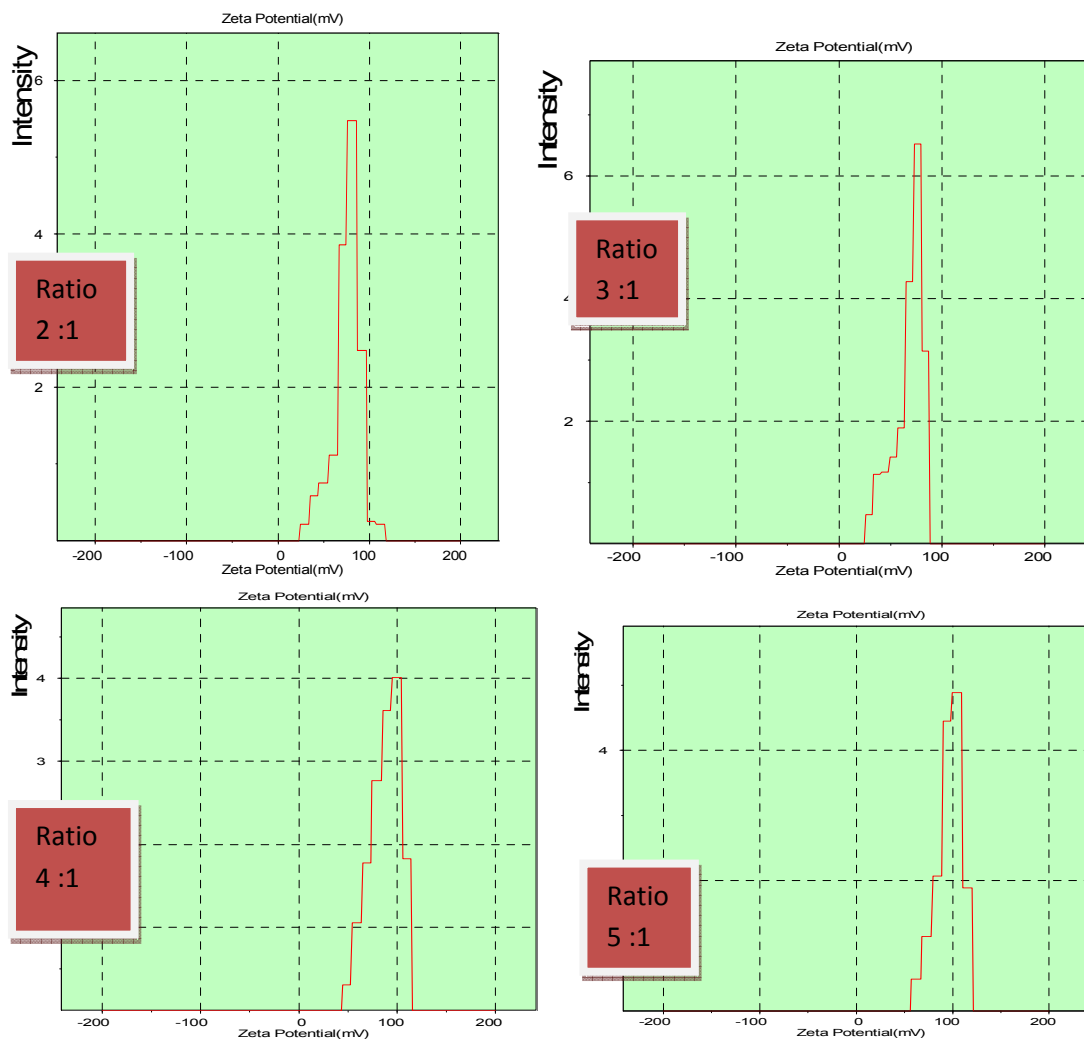 Zeta Potential(mV)
Intensity
6
4
2
Ratio
2 :1
-200 -100 0 100 200
Zeta Potential(mV)
Zeta Potential(mV)
Intensity
6
4
2
Ratio
3 :1
-200 -100 0 100 200
Zeta Potential(mV)
Zeta Potential(mV)
Intensity
4
3
Ratio
4 :1
-200 -100 0 100 200
Zeta Potential(mV)
Zeta Potential(mV)
Intensity
4
Ratio
5 :1
-200 -100 0 100 200
Zeta Potential(mV)